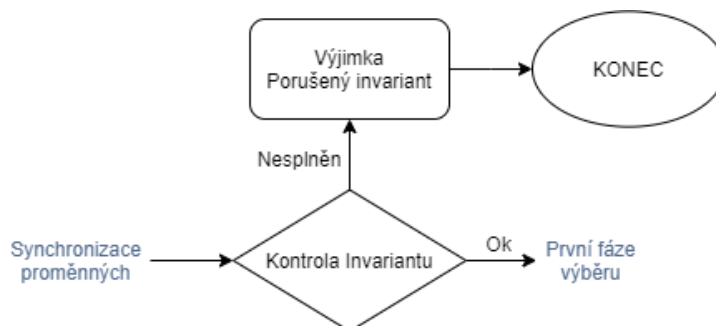 Výjimka
Porušený invariant
KONEC
Nesplněn
Synchronizace
proměnných
Kontrola Invariantu
Ok
První fáze
výběru